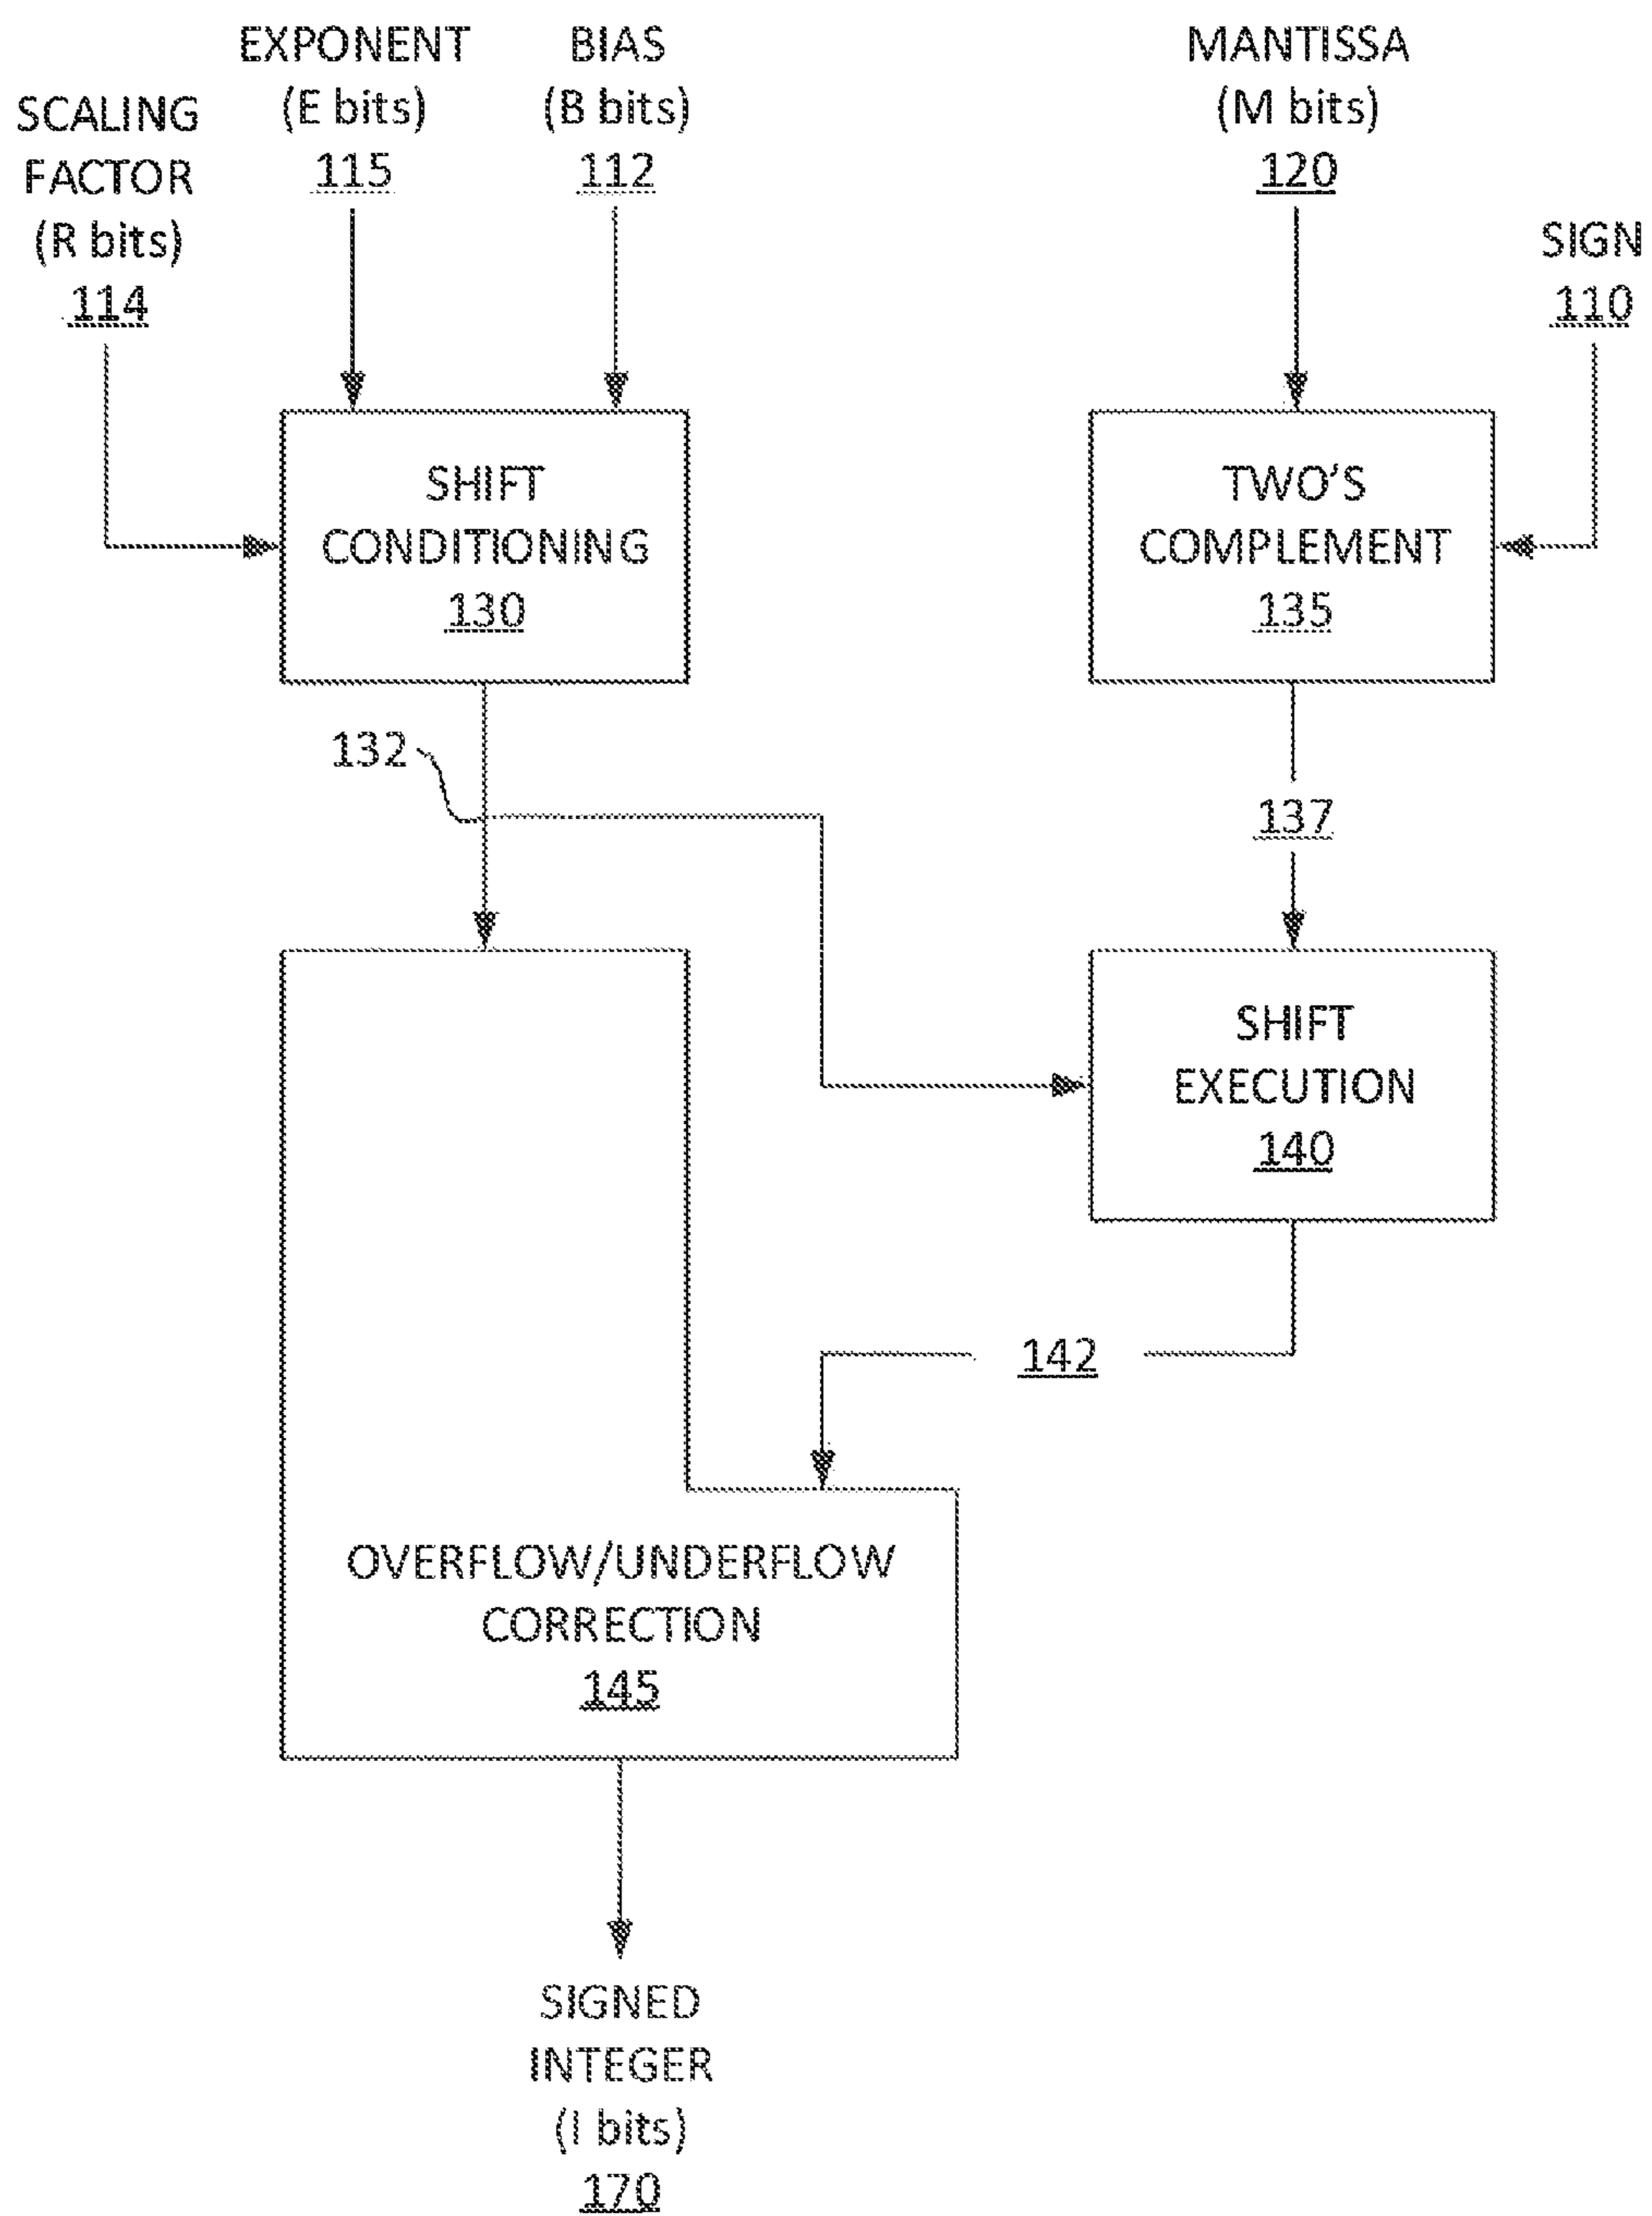 EXPONENT
(E bits)
115
BIAS
(B bits)
112
MANTISSA
(M bits)
120
SCALING
FACTOR
(R bits)
114
SIGN
110
SHIFT
CONDITIONING
130
TWO'S
COMPLEMENT
135
132
137
SHIFT
EXECUTION
140
142
OVERFLOW/UNDERFLOW
CORRECTION
145
SIGNED
INTEGER
(I bits)
170